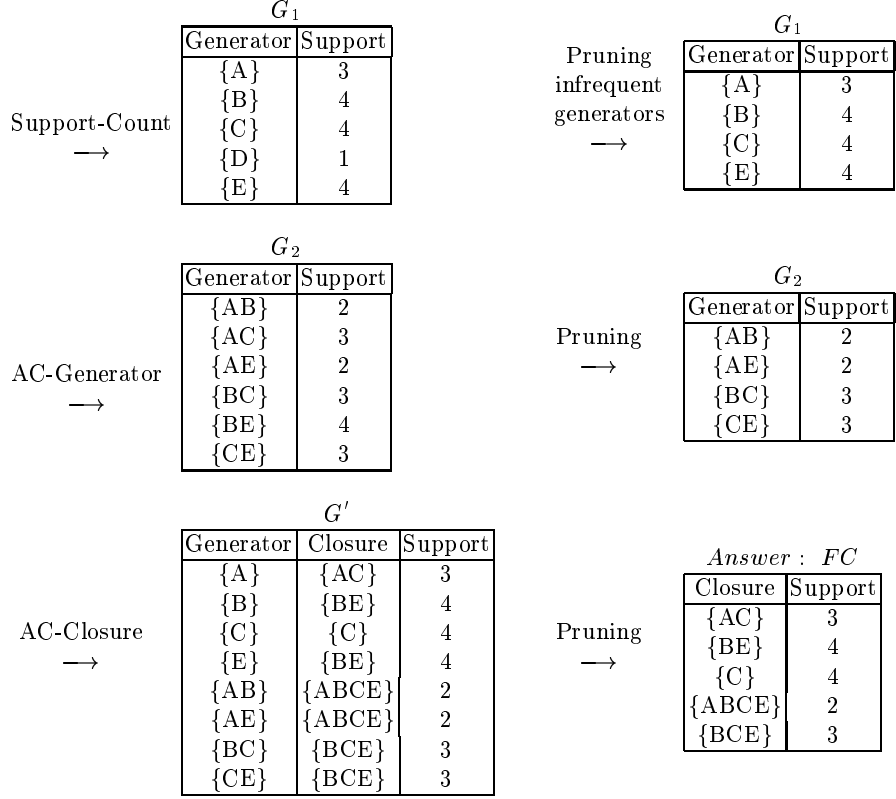 G1
Generator Support
{A} 3
{B} 4
{C} 4
{D} 1
{E} 4
Support-Count
→
Pruning
infrequent
generators
→
G1
Generator Support
{A} 3
{B} 4
{C} 4
{E} 4
AC-Generator
→
G2
Generator Support
{AB} 2
{AC} 3
{AE} 2
{BC} 3
{BE} 4
{CE} 3
Pruning
→
G2
Generator Support
{AB} 2
{AE} 2
{BC} 3
{CE} 3
AC-Closure
→
G'
Generator Closure Support
{A} {AC} 3
{B} {BE} 4
{C} {C} 4
{E} {BE} 4
{AB} {ABCE} 2
{AE} {ABCE} 2
{BC} {BCE} 3
{CE} {BCE} 3
Pruning
→
Answer : FC
Closure Support
{AC} 3
{BE} 4
{C} 4
{ABCE} 2
{BCE} 3